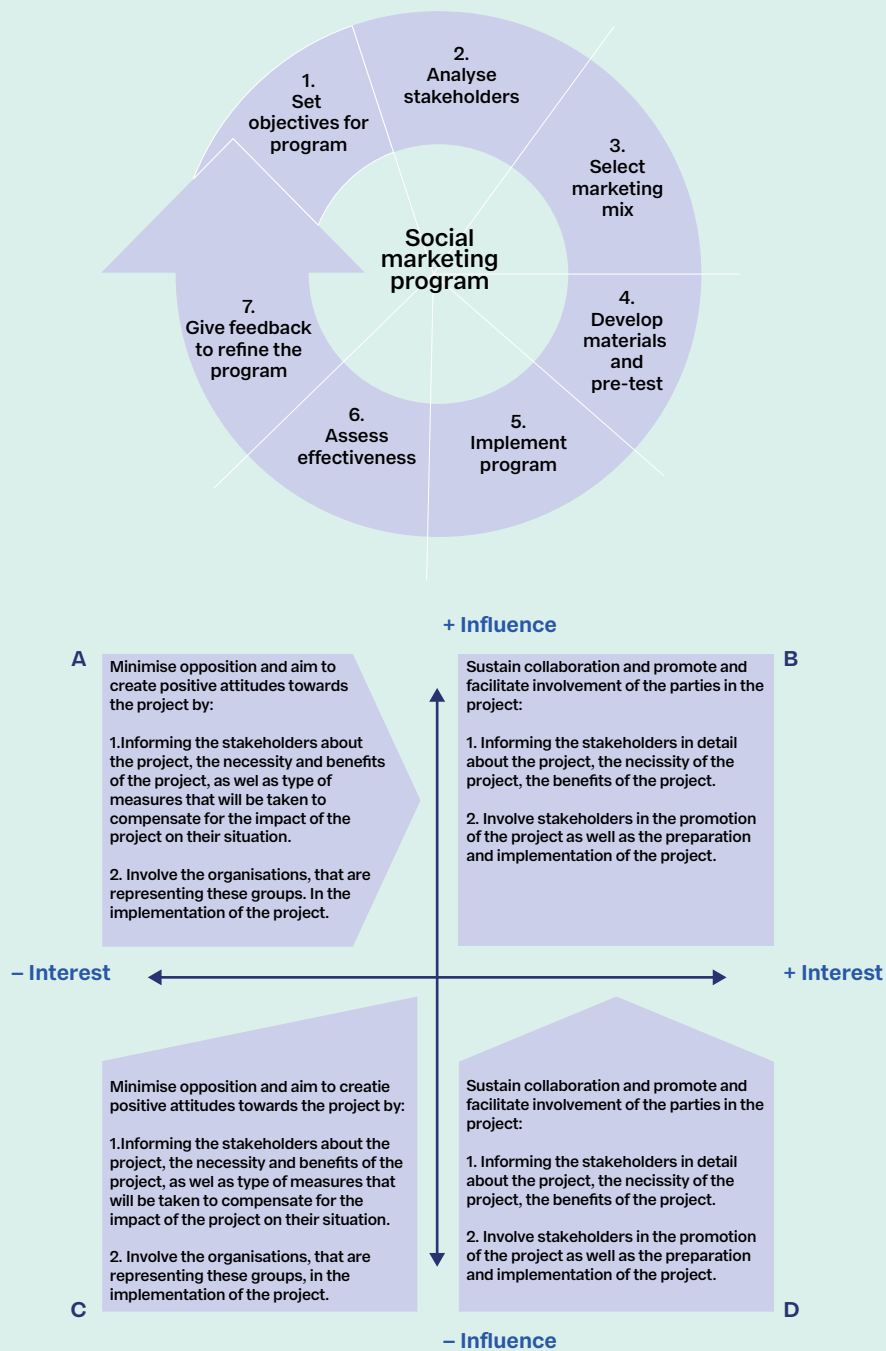 1.
Set
objectives for
program
2.
Analyse
stakeholders
3.
Select
marketing
mix
4.
Develop
materials
and
pre-test
5.
Implement
program
6.
Assess
effectiveness
7.
Give feedback
to refine the
program
Social
marketing
program
+ Influence
A
Minimise opposition and aim to
create positive attitudes towards
the project by:
1.Informing the stakeholders about
the project, the necessity and benefits
of the project, as wel as type of
measures that will be taken to
compensate for the impact of the
project on their situation.
2. Involve the organisations, that are
representing these groups. In the
implementation of the project.
B
Sustain collaboration and promote and
facilitate involvement of the parties in the
project:
1. Informing the stakeholders in detail
about the project, the necissity of the
project, the benefits of the project.
2. Involve stakeholders in the promotion
of the project as well as the preparation
and implementation of the project.
– Interest
+ Interest
Minimise opposition and aim to creatie
positive attitudes towards the project by:
1.Informing the stakeholders about the
project, the necessity and benefits of the
project, as wel as type of measures that
will be taken to compensate for the
impact of the project on their situation.
2. Involve the organisations, that are
representing these groups, in the
implementation of the project.
C
Sustain collaboration and promote and
facilitate involvement of the parties in the
project:
1. Informing the stakeholders in detail
about the project, the necissity of the
project, the benefits of the project.
2. Involve stakeholders in the promotion
of the project as well as the preparation
and implementation of the project.
D
– Influence